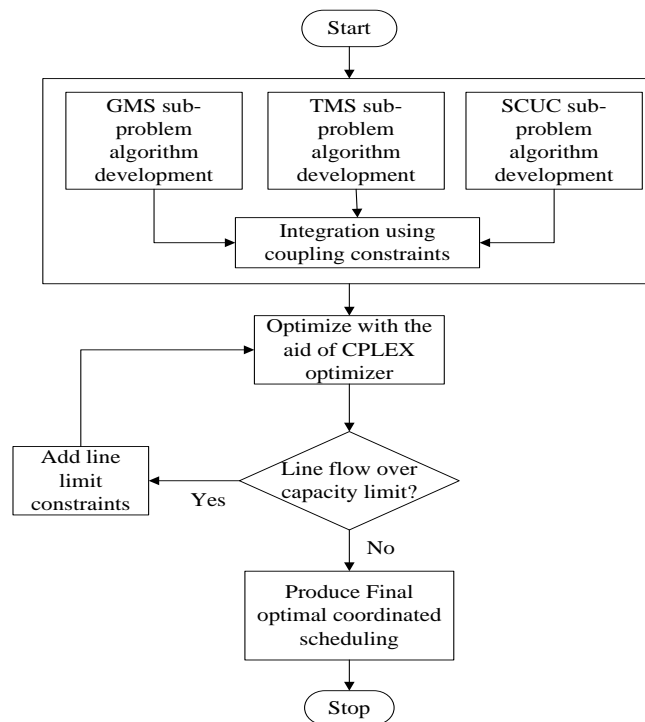 Start
GMS sub-
problem
algorithm
development
TMS sub-
problem
algorithm
development
SCUC sub-
problem
algorithm
development
Integration using
coupling constraints
Optimize with the
aid of CPLEX
optimizer
Add line
limit
constraints
Yes
Line flow over
capacity limit?
No
Produce Final
optimal coordinated
scheduling
Stop